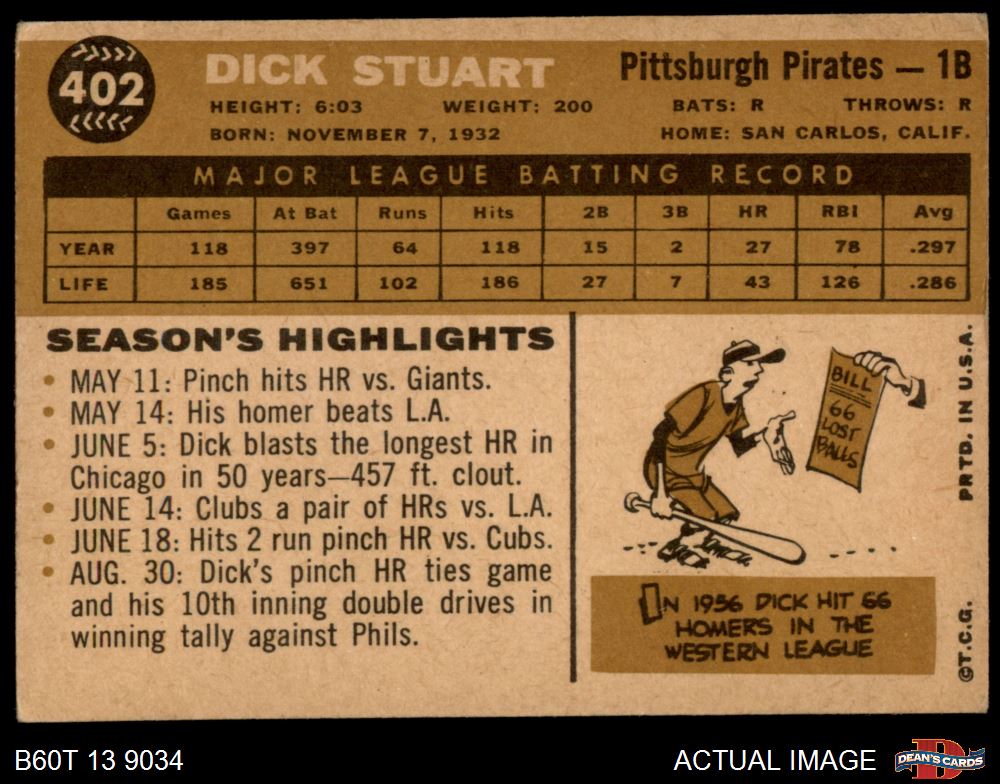 402
DICK STUART
Pittsburgh Pirates — 1B
HEIGHT: 6:03 WEIGHT: 200 BATS: R THROWS: R
BORN: NOVEMBER 7, 1932 HOME: SAN CARLOS, CALIF.
MAJOR LEAGUE BATTING RECORD
Games At Bat Runs Hits 2B 3B HR RBI Avg
YEAR 118 397 64 118 15 2 27 78 .297
LIFE 185 651 102 186 27 7 43 126 .286
SEASON'S HIGHLIGHTS
• MAY 11: Pinch hits HR vs. Giants.
• MAY 14: His homer beats L.A.
• JUNE 5: Dick blasts the longest HR in
Chicago in 50 years—457 ft. clout.
• JUNE 14: Clubs a pair of HRs vs. L.A.
• JUNE 18: Hits 2 run pinch HR vs. Cubs.
• AUG. 30: Dick's pinch HR ties game
and his 10th inning double drives in
winning tally against Phils.
BILL
66
LOST
BALLS
IN 1956 DICK HIT 66
HOMERS IN THE
WESTERN LEAGUE
©T.C.G. PRTD. IN U.S.A.
B60T 13 9034
ACTUAL IMAGE
DEAN'S CARDS